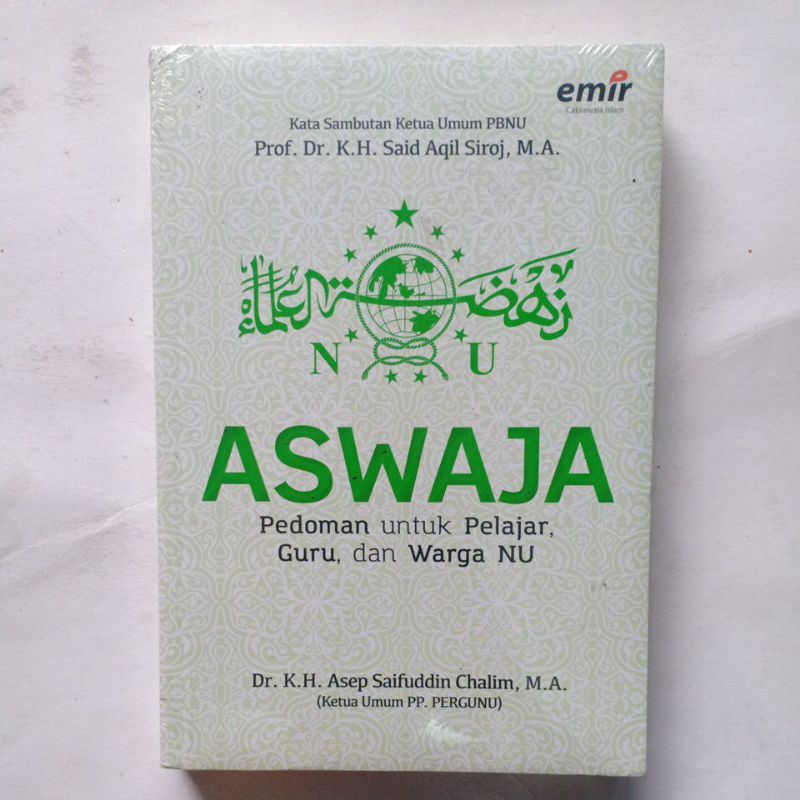 emir
Cakrawala Islam
Kata Sambutan Ketua Umum PBNU
Prof. Dr. K.H. Said Aqil Siroj, M.A.
نهضة العلماء
N U
ASWAJA
Pedoman untuk Pelajar,
Guru, dan Warga NU
Dr. K.H. Asep Saifuddin Chalim, M.A.
(Ketua Umum PP. PERGUNU)